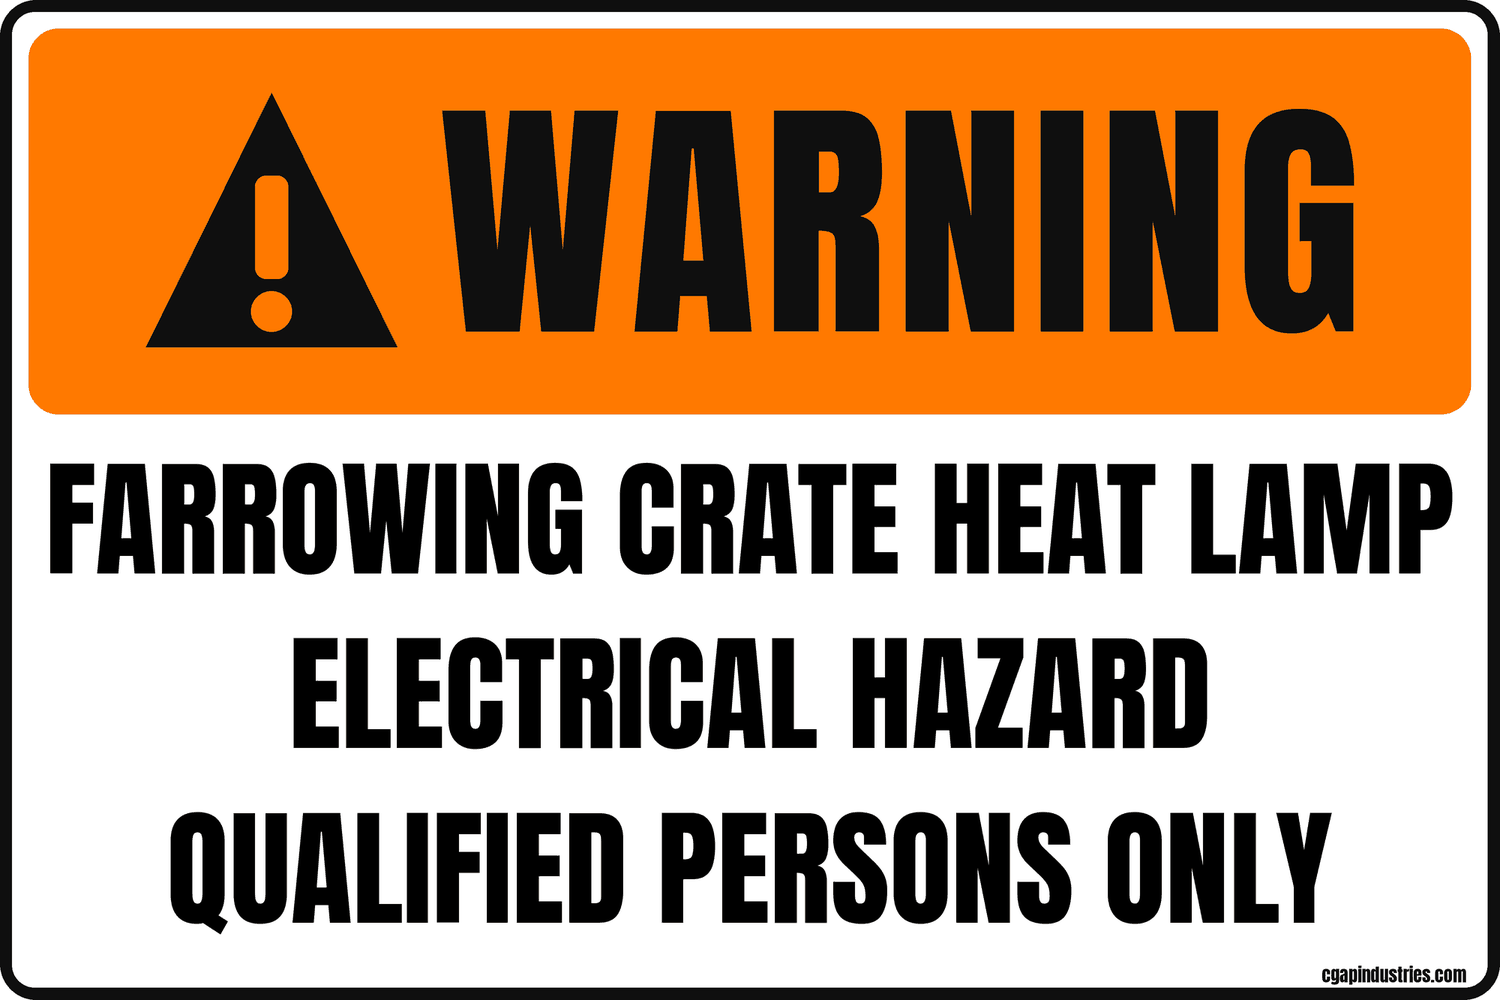 WARNING
FARROWING CRATE HEAT LAMP
ELECTRICAL HAZARD
QUALIFIED PERSONS ONLY
cgapindustries.com